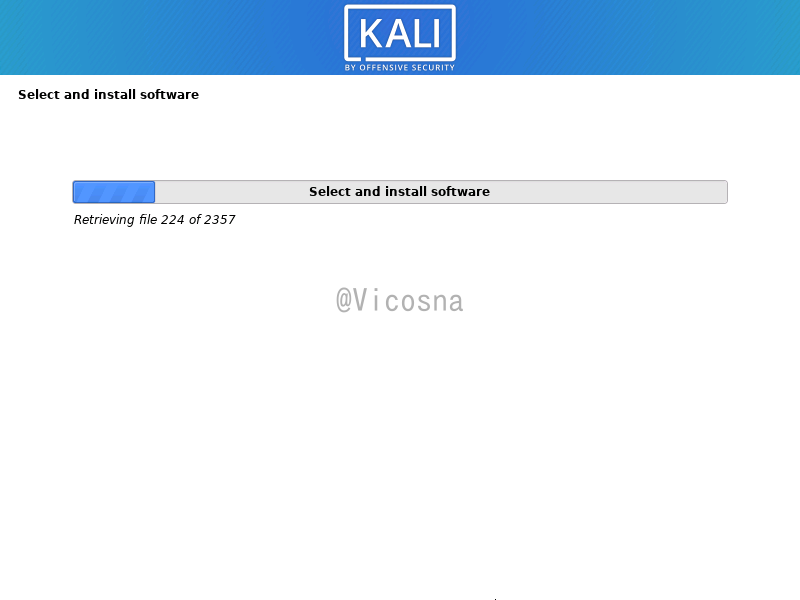 KALI
BY OFFENSIVE SECURITY
Select and install software
Select and install software
Retrieving file 224 of 2357
@Vicosna